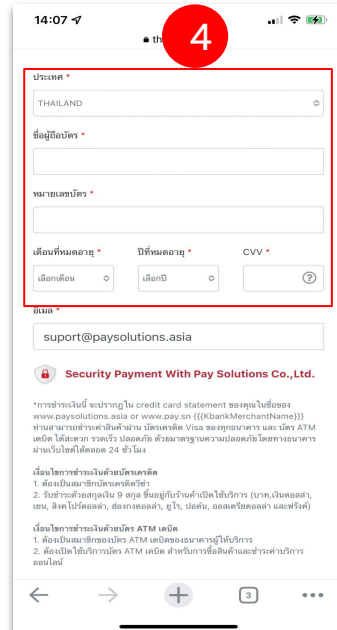 14:07
4
th
ประเทศ *
THAILAND
ชื่อผู้ถือบัตร *
หมายเลขบัตร *
เดือนที่หมดอายุ * ปีที่หมดอายุ * CVV *
เลือกเดือน เลือกปี ?
อีเมล *
suport@paysolutions.asia
Security Payment With Pay Solutions Co.,Ltd.
*การชำระเงินนี้ จะปรากฏใน credit card statement ของคุณในชื่อของ
www.paysolutions.asia or www.pay.sn {{{KbankMerchantName}}}
ท่านสามารถชำระค่าสินค้าผ่าน บัตรเครดิต Visa ของทุกธนาคาร และ บัตร ATM
เดบิต ได้สะดวก รวดเร็ว ปลอดภัย ด้วยมาตรฐานความปลอดภัยโดยทางธนาคาร
ผ่านเว็บไซต์ได้ตลอด 24 ชั่วโมง
เงื่อนไขการชำระเงินด้วยบัตรเครดิต
1. ต้องเป็นสมาชิกบัตรเครดิตวีซ่า
2. รับชำระด้วยสกุลเงิน 9 สกุล ขึ้นอยู่กับร้านค้าเปิดใช้บริการ (บาท,เงินดอลล่า,
เยน, สิงคโปร์ดอลล่า, ฮ่องกงดอลล่า, ยูโร, ปอด์น, ออสเตรียดอลล่า และฟรังค์)
เงื่อนไขการชำระเงินด้วยบัตร ATM เดบิต
1. ต้องเป็นสมาชิกของบัตร ATM เดบิตของธนาคารผู้ให้บริการ
2. ต้องเปิดใช้บริการบัตร ATM เดบิต สำหรับการซื้อสินค้าและชำระค่าบริการ
ออนไลน์
3